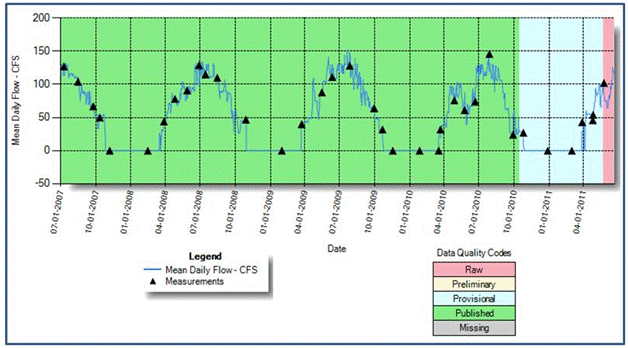 Mean Daily Flow - CFS
200
150
100
50
0
-50
07-01-2007
10-01-2007
01-01-2008
04-01-2008
07-01-2008
10-01-2008
01-01-2009
04-01-2009
07-01-2009
10-01-2009
01-01-2010
04-01-2010
07-01-2010
10-01-2010
01-01-2011
04-01-2011
Date
Legend
Mean Daily Flow - CFS
Measurements
Data Quality Codes
Raw
Preliminary
Provisional
Published
Missing